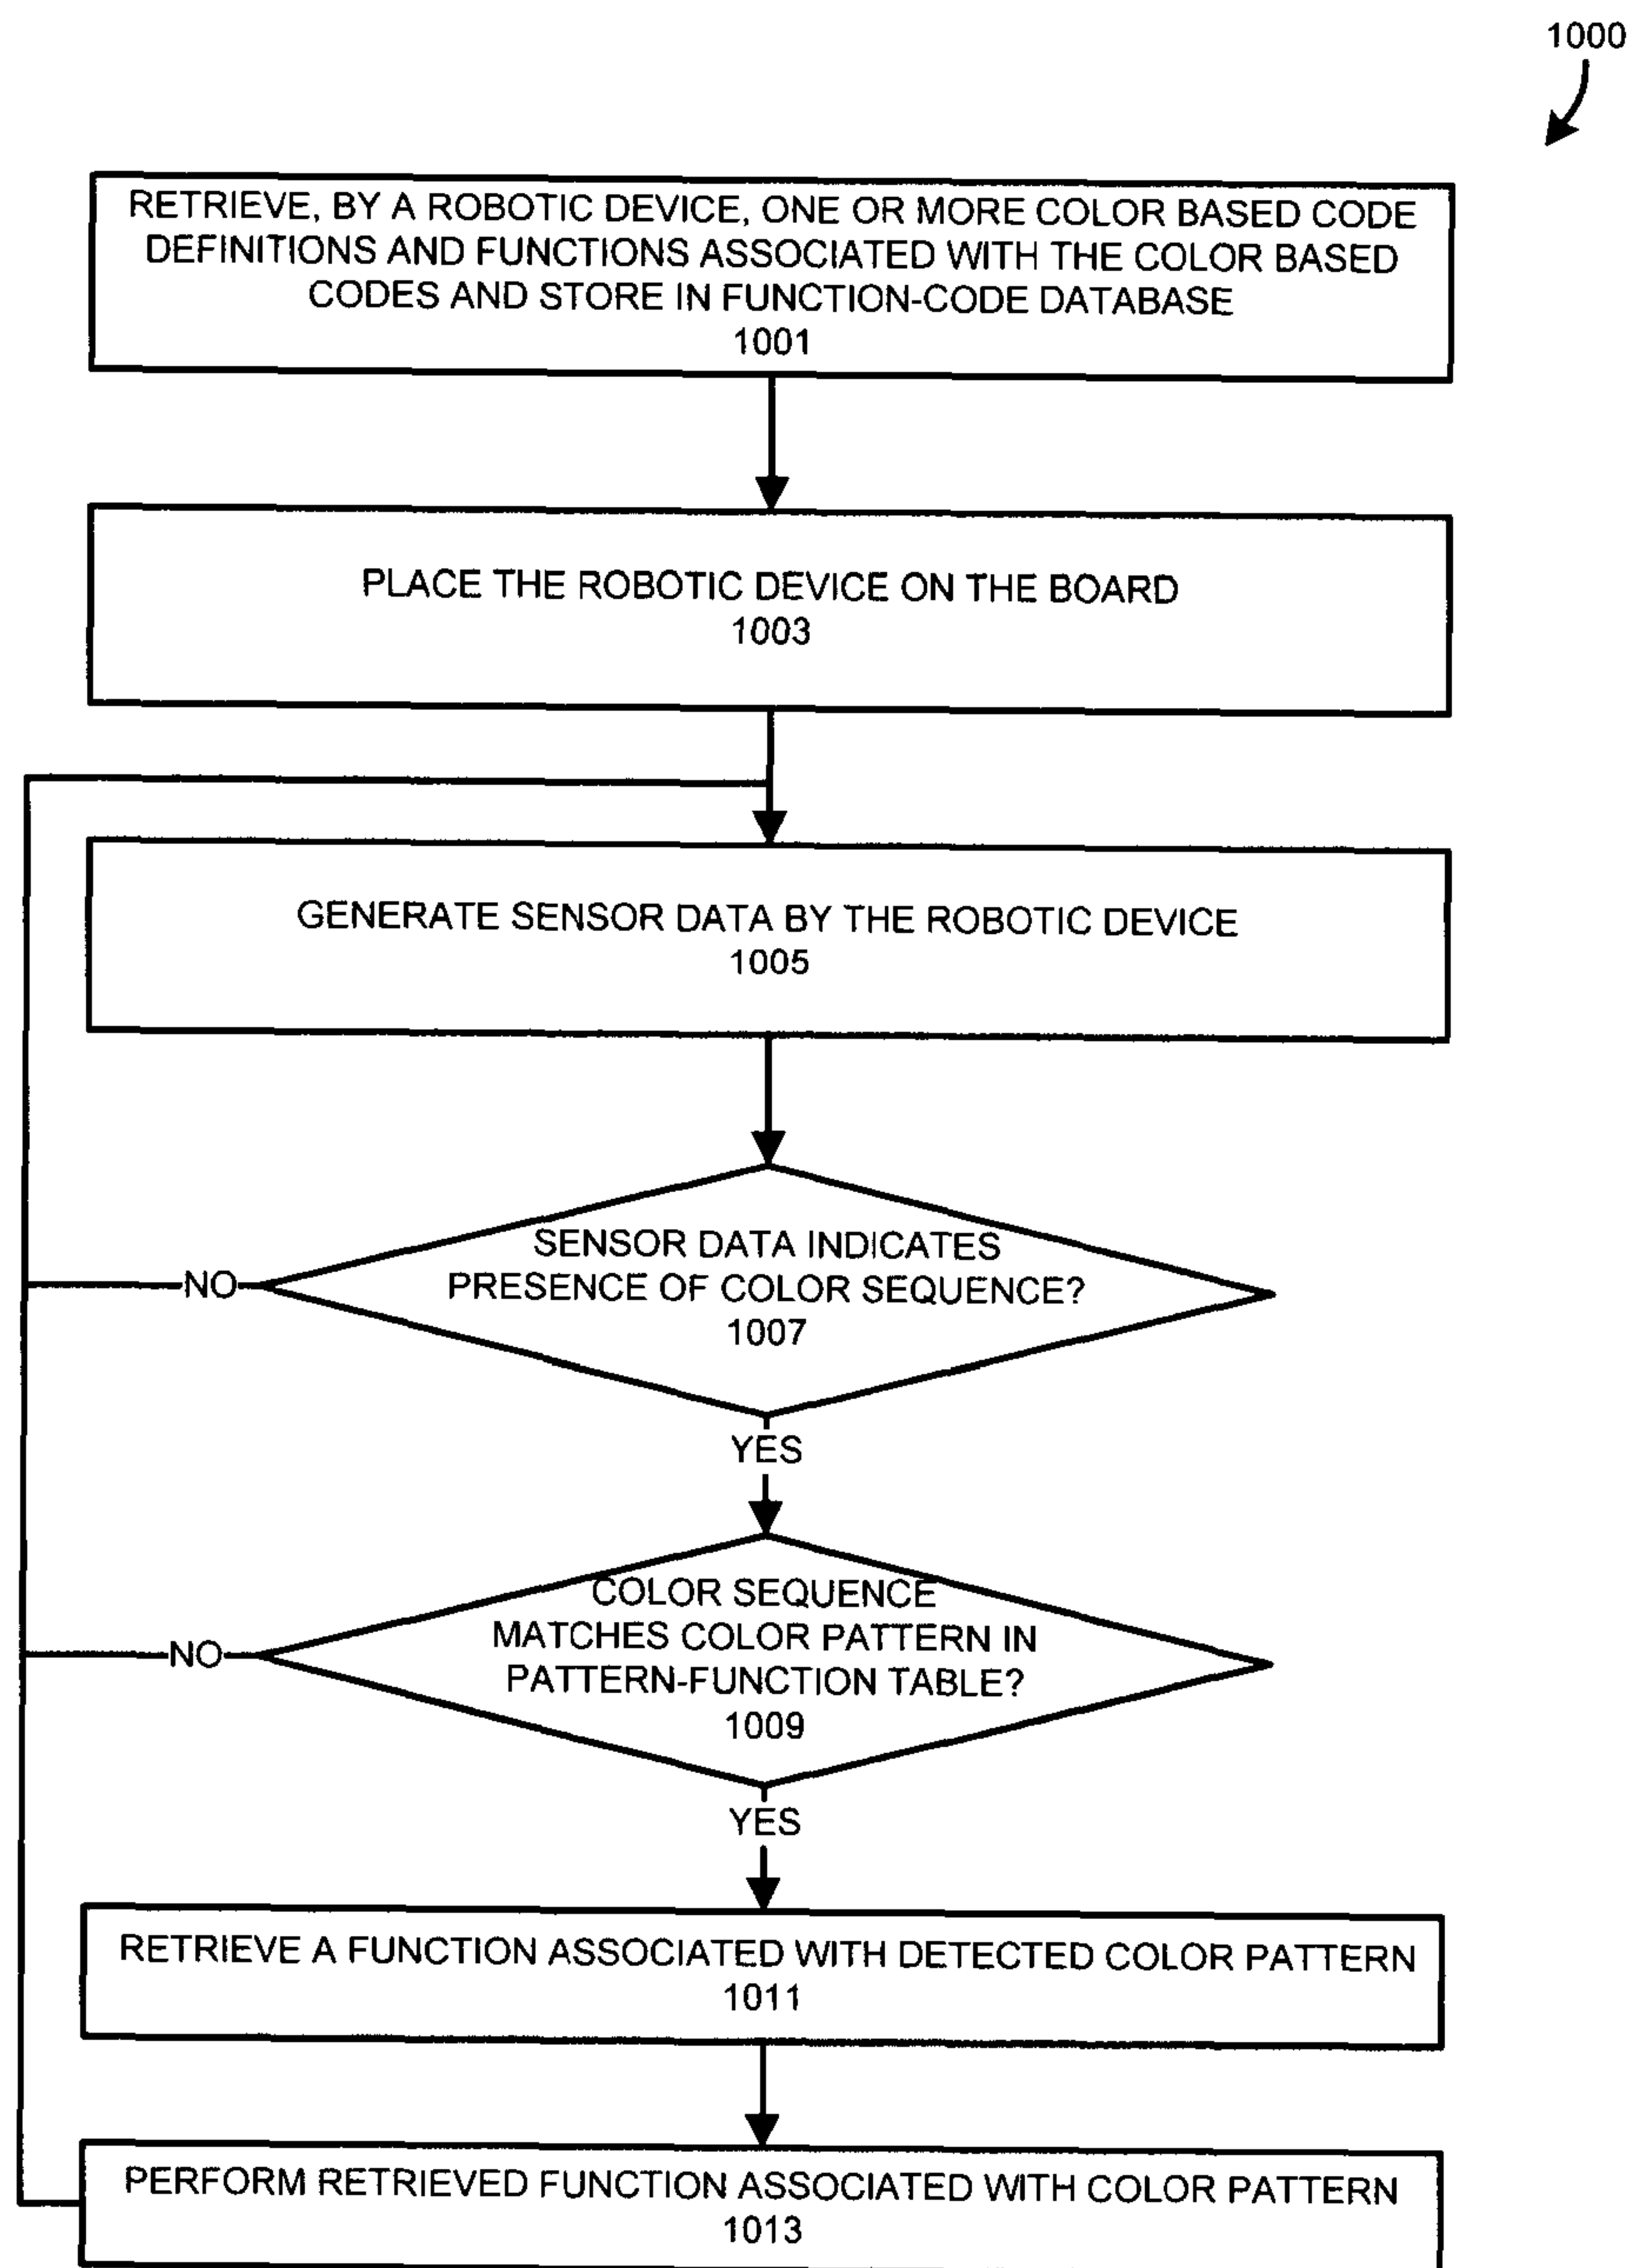 1000
RETRIEVE, BY A ROBOTIC DEVICE, ONE OR MORE COLOR BASED CODE
DEFINITIONS AND FUNCTIONS ASSOCIATED WITH THE COLOR BASED
CODES AND STORE IN FUNCTION-CODE DATABASE
1001
PLACE THE ROBOTIC DEVICE ON THE BOARD
1003
GENERATE SENSOR DATA BY THE ROBOTIC DEVICE
1005
SENSOR DATA INDICATES
PRESENCE OF COLOR SEQUENCE?
1007
NO
YES
COLOR SEQUENCE
MATCHES COLOR PATTERN IN
PATTERN-FUNCTION TABLE?
1009
NO
YES
RETRIEVE A FUNCTION ASSOCIATED WITH DETECTED COLOR PATTERN
1011
PERFORM RETRIEVED FUNCTION ASSOCIATED WITH COLOR PATTERN
1013